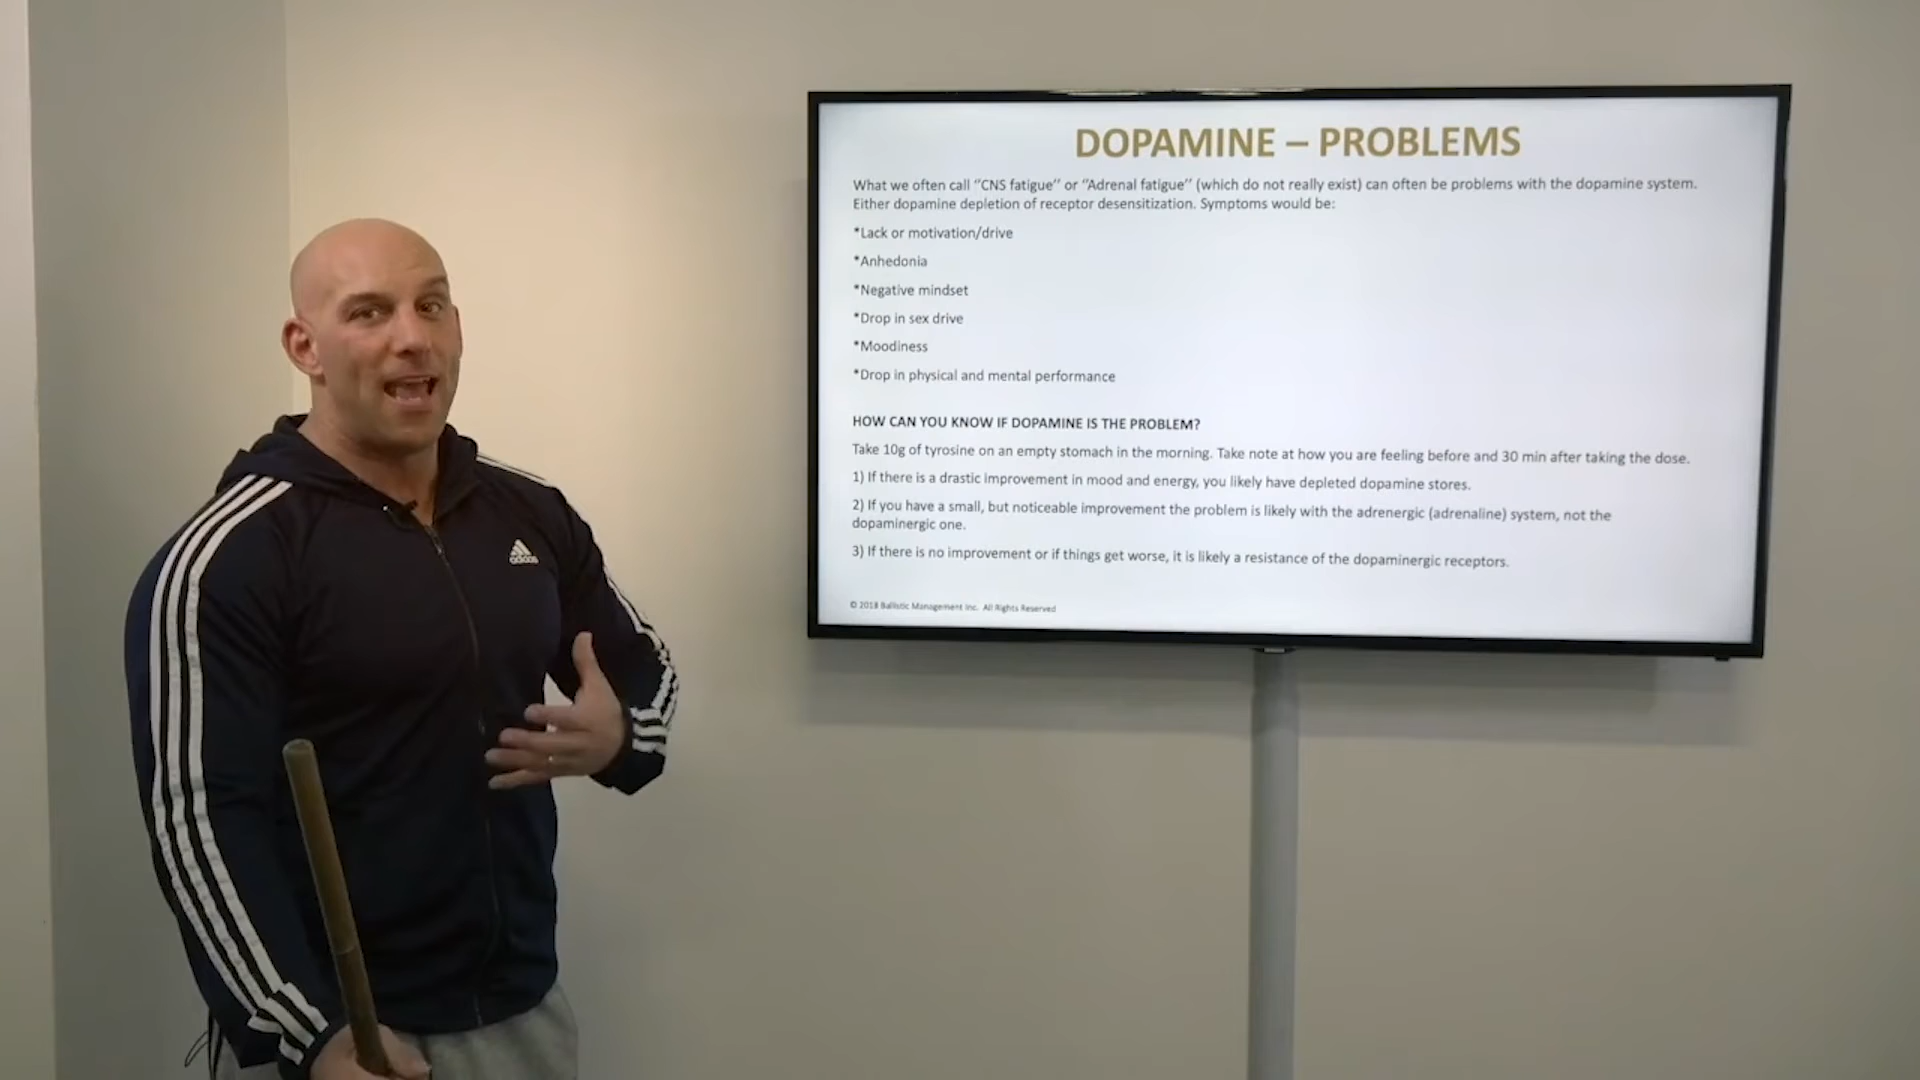 DOPAMINE – PROBLEMS
What we often call ‘‘CNS fatigue’’ or ‘‘Adrenal fatigue’’ (which do not really exist) can often be problems with the dopamine system.
Either dopamine depletion of receptor desensitization. Symptoms would be:
*Lack or motivation/drive
*Anhedonia
*Negative mindset
*Drop in sex drive
*Moodiness
*Drop in physical and mental performance
HOW CAN YOU KNOW IF DOPAMINE IS THE PROBLEM?
Take 10g of tyrosine on an empty stomach in the morning. Take note at how you are feeling before and 30 min after taking the dose.
1) If there is a drastic improvement in mood and energy, you likely have depleted dopamine stores.
2) If you have a small, but noticeable improvement the problem is likely with the adrenergic (adrenaline) system, not the
dopaminergic one.
3) If there is no improvement or if things get worse, it is likely a resistance of the dopaminergic receptors.
© 2018 Ballistic Management Inc. All Rights Reserved
adidas